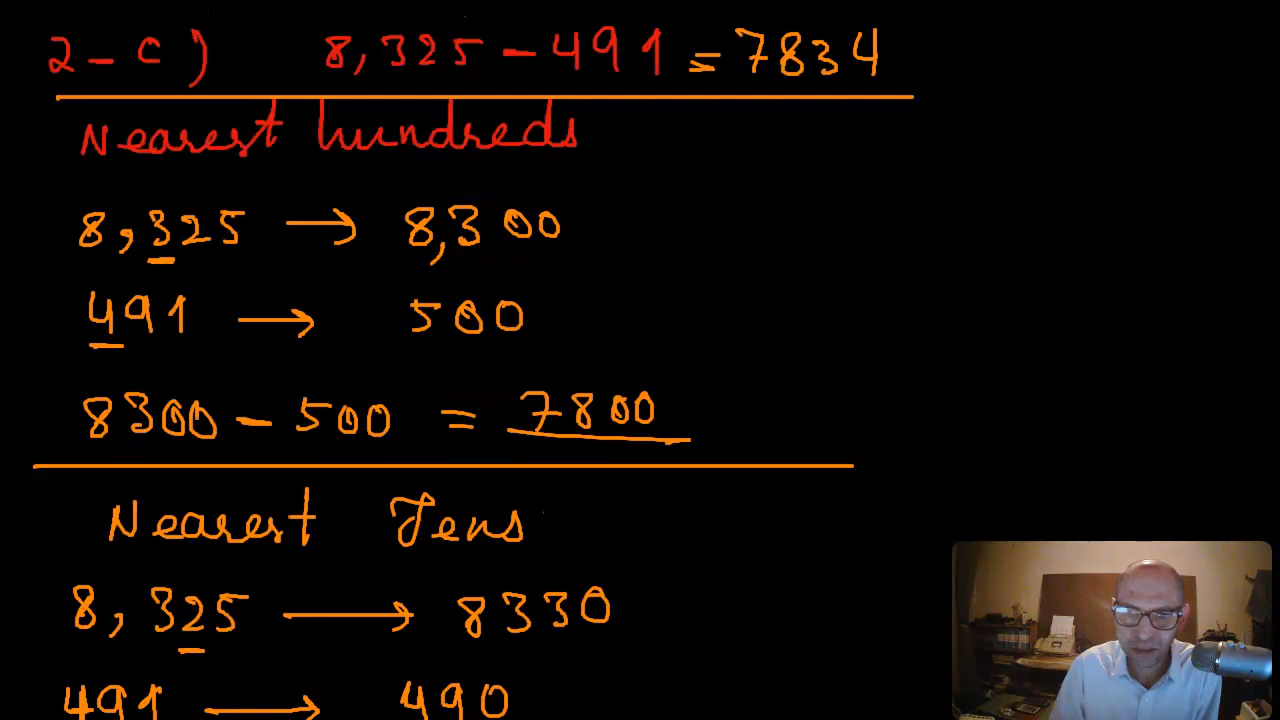 2 - c) 8,325 - 491 = 7834
Nearest hundreds
8,325 → 8,300
491 → 500
8300 - 500 = 7800
Nearest Tens
8,325 → 8330
491 → 490